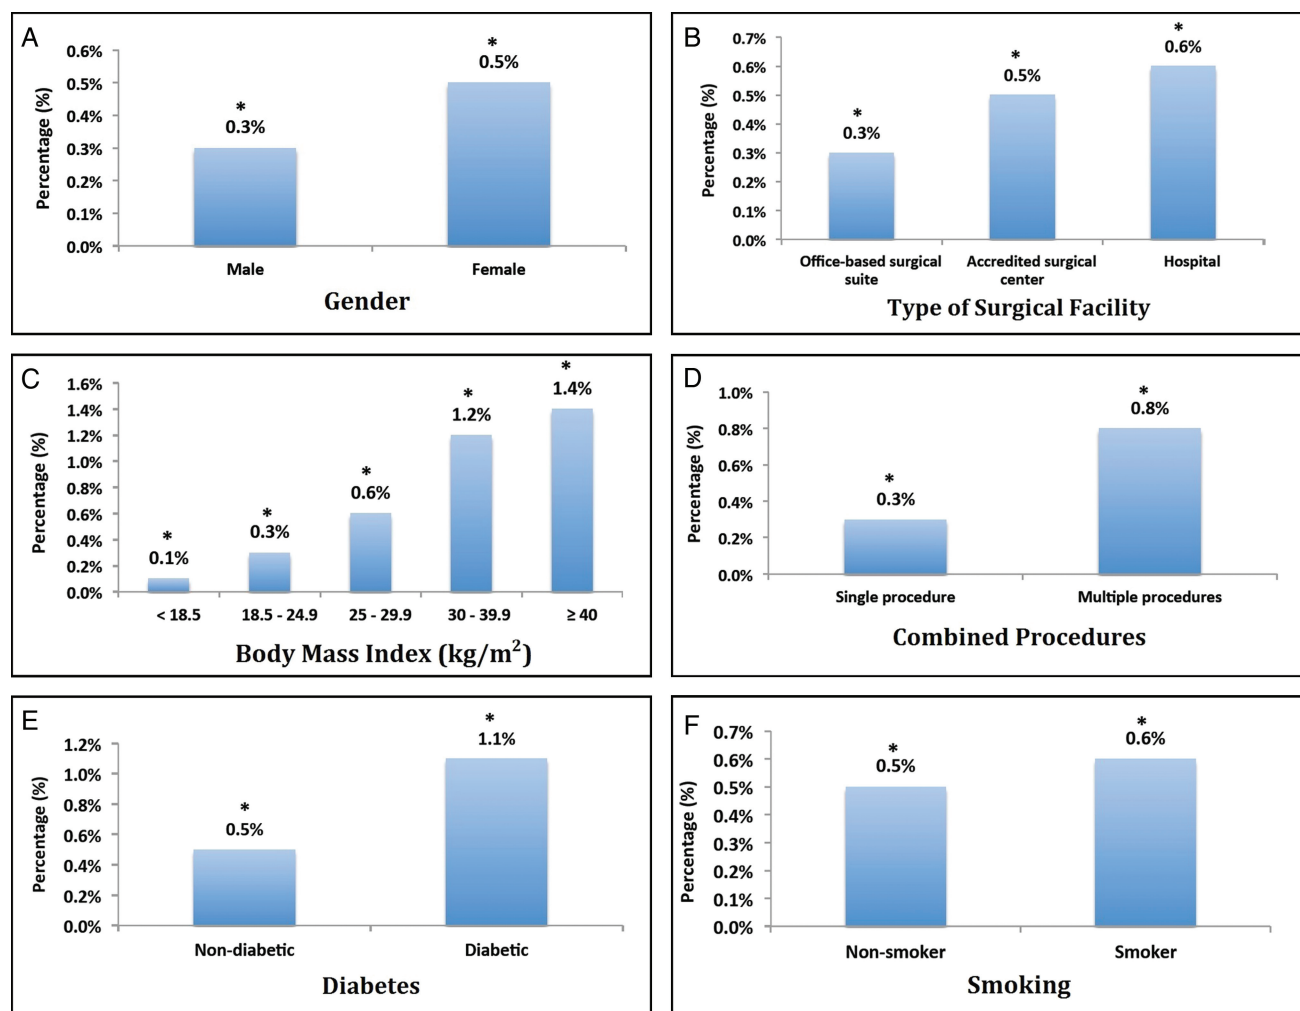 A
Percentage (%)
0.6%
0.5%
0.4%
0.3%
0.2%
0.1%
0.0%
*
0.3%
*
0.5%
Male
Female
Gender
B
Percentage (%)
0.7%
0.6%
0.5%
0.4%
0.3%
0.2%
0.1%
0.0%
*
0.3%
*
0.5%
*
0.6%
Office-based surgical
suite
Accredited surgical
center
Hospital
Type of Surgical Facility
C
Percentage (%)
1.6%
1.4%
1.2%
1.0%
0.8%
0.6%
0.4%
0.2%
0.0%
*
0.1%
*
0.3%
*
0.6%
*
1.2%
*
1.4%
< 18.5
18.5 - 24.9
25 - 29.9
30 - 39.9
≥ 40
Body Mass Index (kg/m²)
D
Percentage (%)
1.0%
0.8%
0.6%
0.4%
0.2%
0.0%
*
0.3%
*
0.8%
Single procedure
Multiple procedures
Combined Procedures
E
Percentage (%)
1.2%
1.0%
0.8%
0.6%
0.4%
0.2%
0.0%
*
0.5%
*
1.1%
Non-diabetic
Diabetic
Diabetes
F
Percentage (%)
0.7%
0.6%
0.5%
0.4%
0.3%
0.2%
0.1%
0.0%
*
0.5%
*
0.6%
Non-smoker
Smoker
Smoking